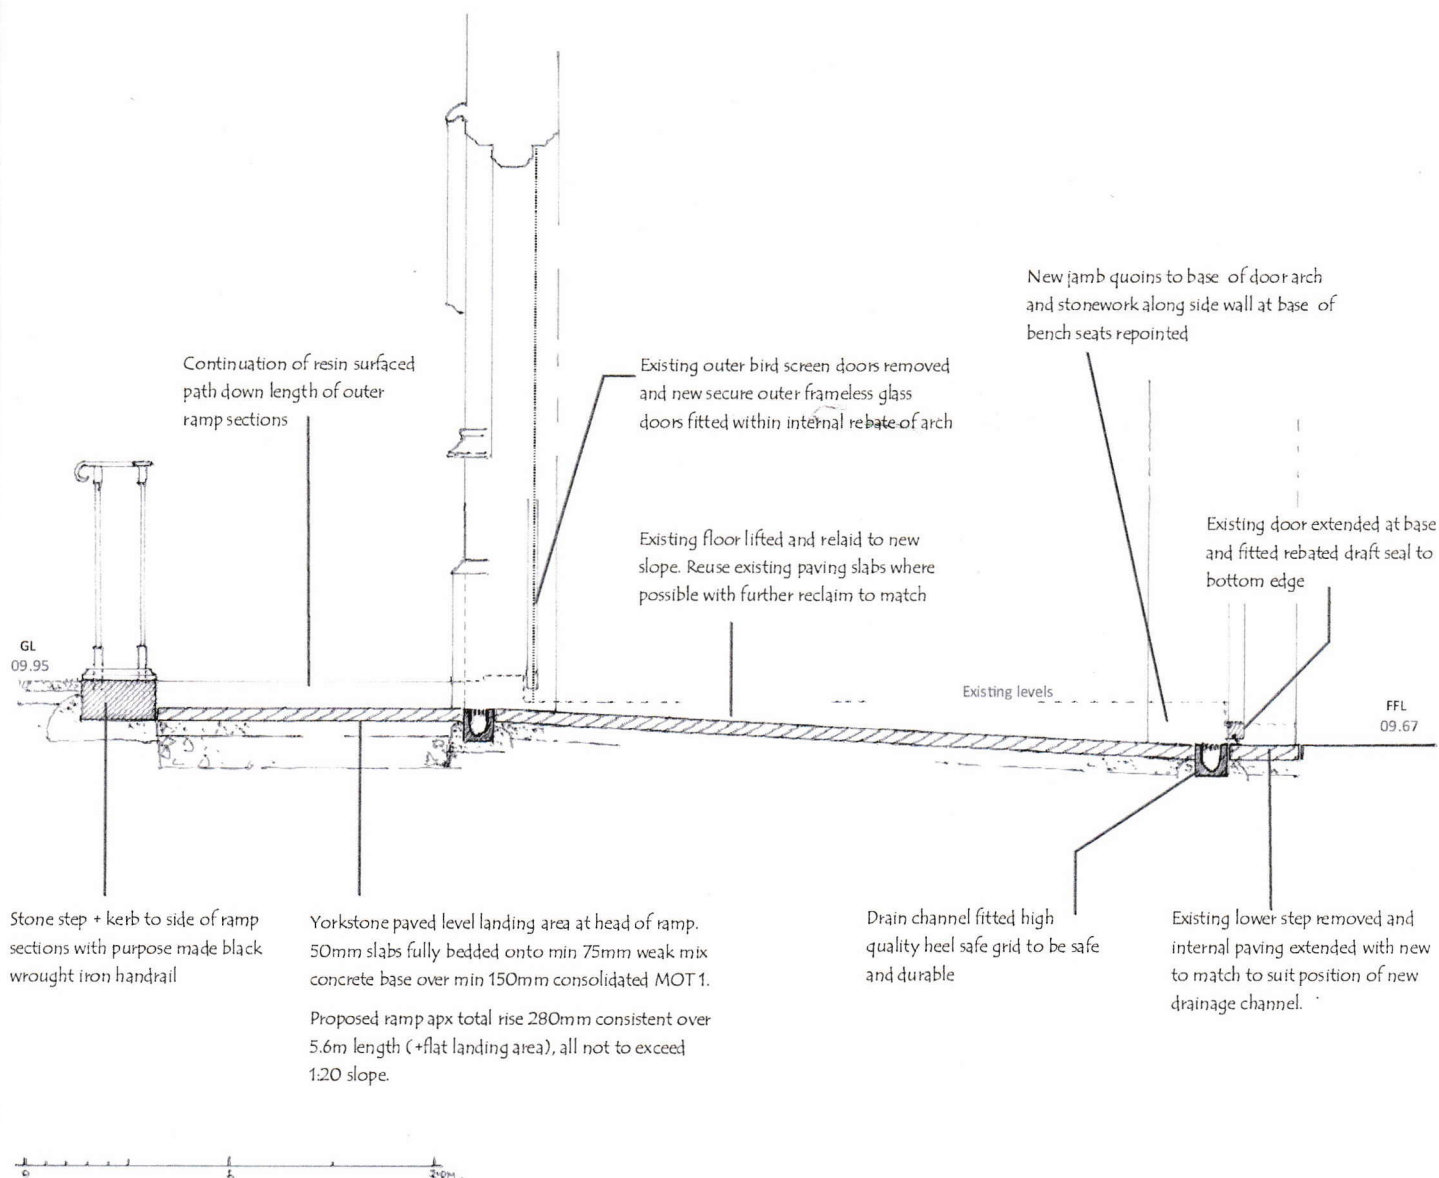 New jamb quoins to base of door arch
and stonework along side wall at base of
bench seats repointed
Continuation of resin surfaced
path down length of outer
ramp sections
Existing outer bird screen doors removed
and new secure outer frameless glass
doors fitted within internal rebate of arch
Existing door extended at base
and fitted rebated draft seal to
bottom edge
Existing floor lifted and relaid to new
slope. Reuse existing paving slabs where
possible with further reclaim to match
GL
09.95
Existing levels
FFL
09.67
Stone step + kerb to side of ramp
sections with purpose made black
wrought iron handrail
Yorkstone paved level landing area at head of ramp.
50mm slabs fully bedded onto min 75mm weak mix
concrete base over min 150mm consolidated MOT 1.
Proposed ramp apx total rise 280mm consistent over
5.6m length (+flat landing area), all not to exceed
1:20 slope.
Drain channel fitted high
quality heel safe grid to be safe
and durable
Existing lower step removed and
internal paving extended with new
to match to suit position of new
drainage channel.
0 1